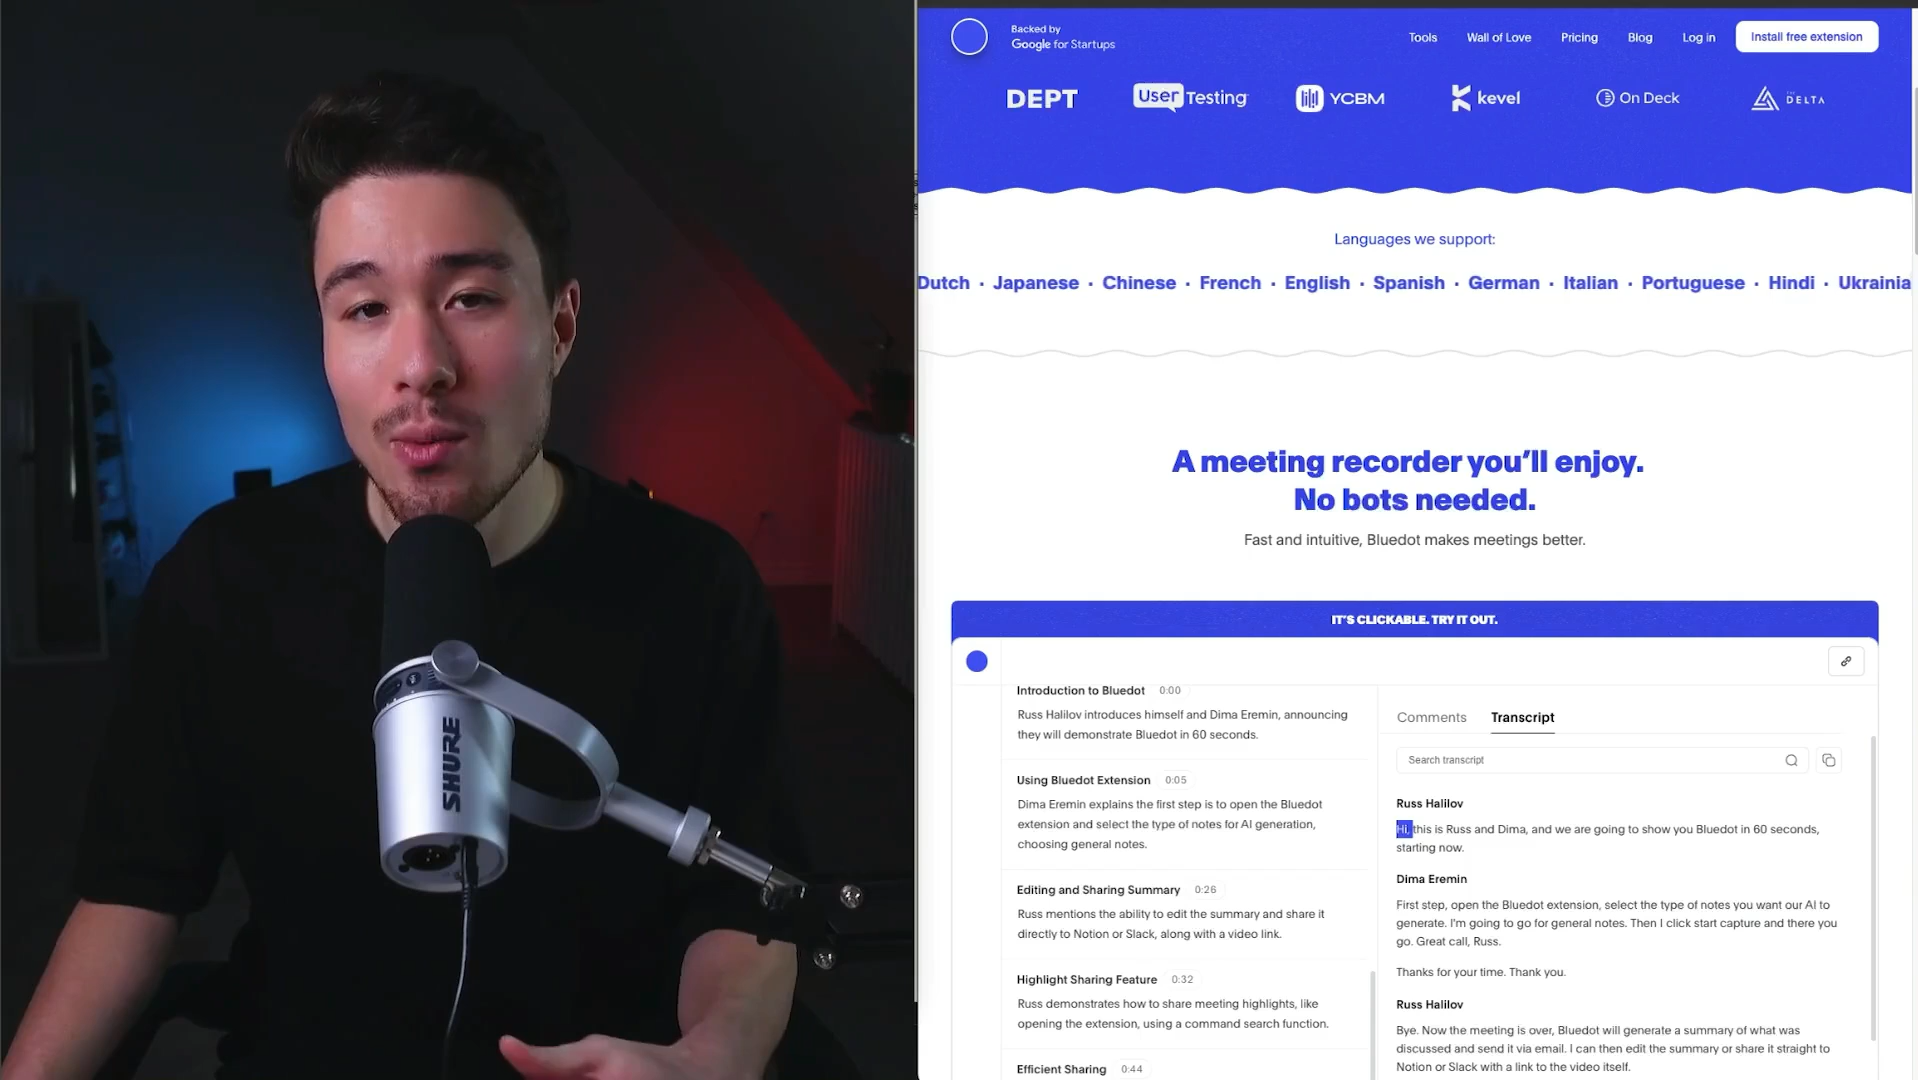 Backed by
Google for Startups
Tools
Wall of Love
Pricing
Blog
Log in
Install free extension
DEPT
UserTesting
YCBM
kevel
On Deck
THE DELTA
Languages we support:
Dutch · Japanese · Chinese · French · English · Spanish · German · Italian · Portuguese · Hindi · Ukrainia
A meeting recorder you'll enjoy.
No bots needed.
Fast and intuitive, Bluedot makes meetings better.
IT'S CLICKABLE. TRY IT OUT.
Introduction to Bluedot 0:00
Russ Halilov introduces himself and Dima Eremin, announcing
they will demonstrate Bluedot in 60 seconds.
Using Bluedot Extension 0:05
Dima Eremin explains the first step is to open the Bluedot
extension and select the type of notes for AI generation,
choosing general notes.
Editing and Sharing Summary 0:26
Russ mentions the ability to edit the summary and share it
directly to Notion or Slack, along with a video link.
Highlight Sharing Feature 0:32
Russ demonstrates how to share meeting highlights, like
opening the extension, using a command search function.
Efficient Sharing 0:44
Comments
Transcript
Search transcript
Russ Halilov
Hi, this is Russ and Dima, and we are going to show you Bluedot in 60 seconds,
starting now.
Dima Eremin
First step, open the Bluedot extension, select the type of notes you want our AI to
generate. I'm going to go for general notes. Then I click start capture and there you
go. Great call, Russ.
Thanks for your time. Thank you.
Russ Halilov
Bye. Now the meeting is over, Bluedot will generate a summary of what was
discussed and send it via email. I can then edit the summary or share it straight to
Notion or Slack with a link to the video itself.
SHURE